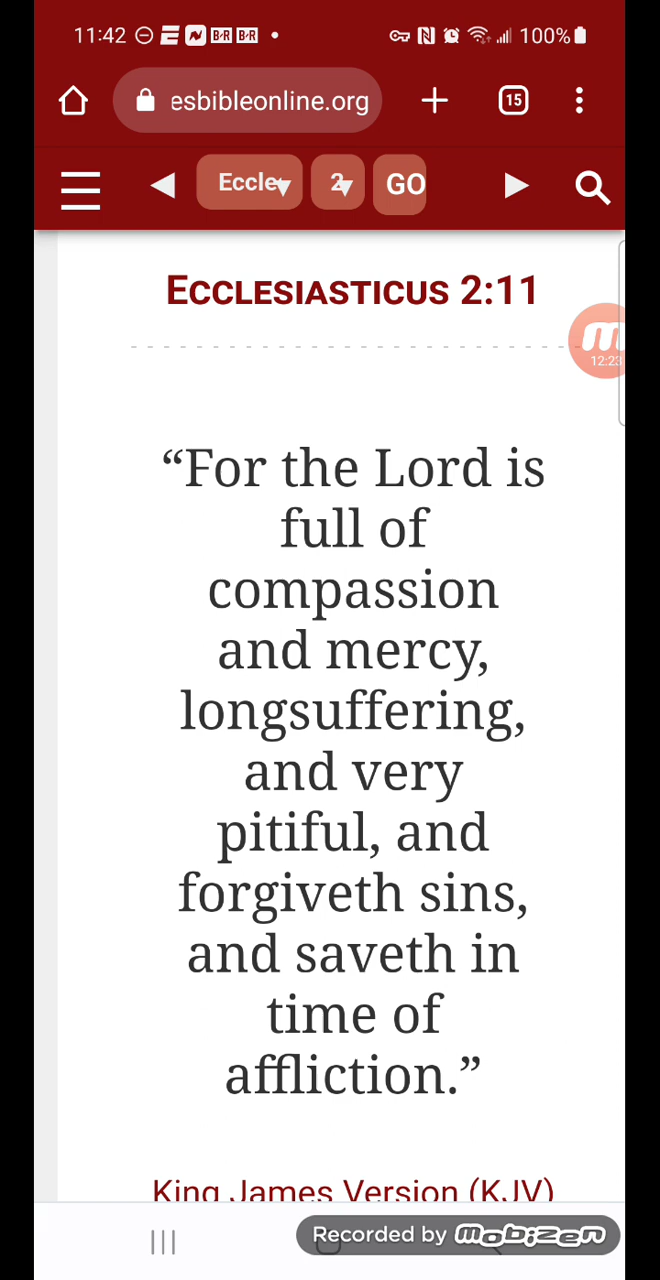 11:42 100%
esbibleonline.org 15
Eccle 2 GO
ECCLESIASTICUS 2:11
12:23
“For the Lord is
full of
compassion
and mercy,
longsuffering,
and very
pitiful, and
forgiveth sins,
and saveth in
time of
affliction.”
King James Version (KJV)
Recorded by mobizen